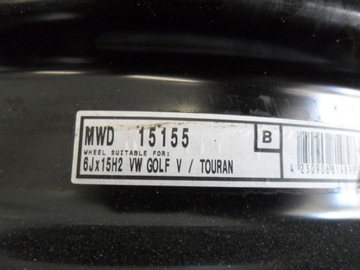 MWD 15155
B
WHEEL SUITABLE FOR:
6Jx15H2 VW GOLF V / TOURAN